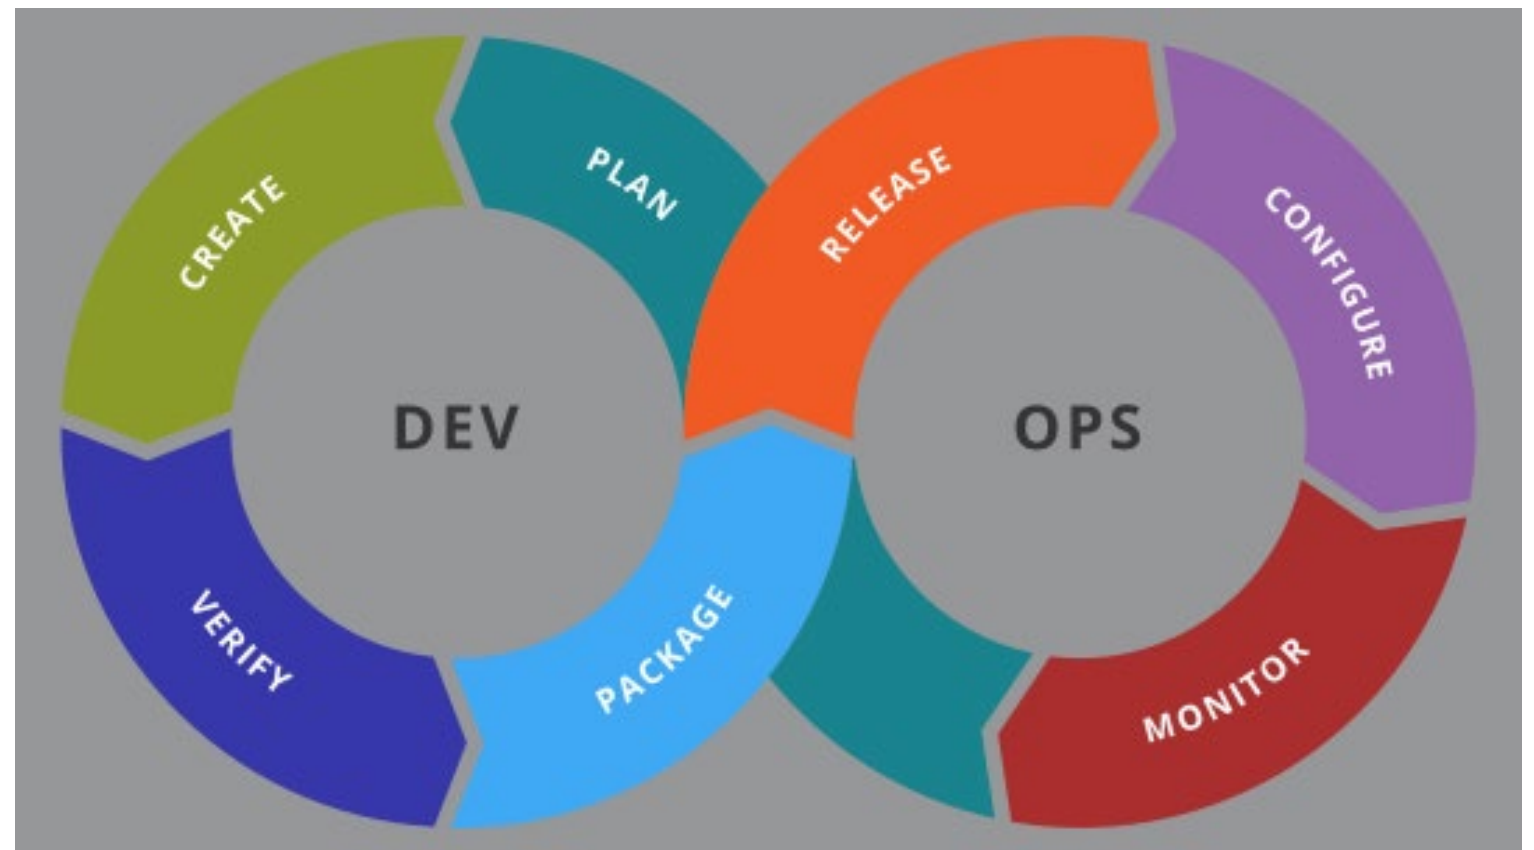 CREATE
PLAN
RELEASE
CONFIGURE
DEV
OPS
VERIFY
PACKAGE
MONITOR